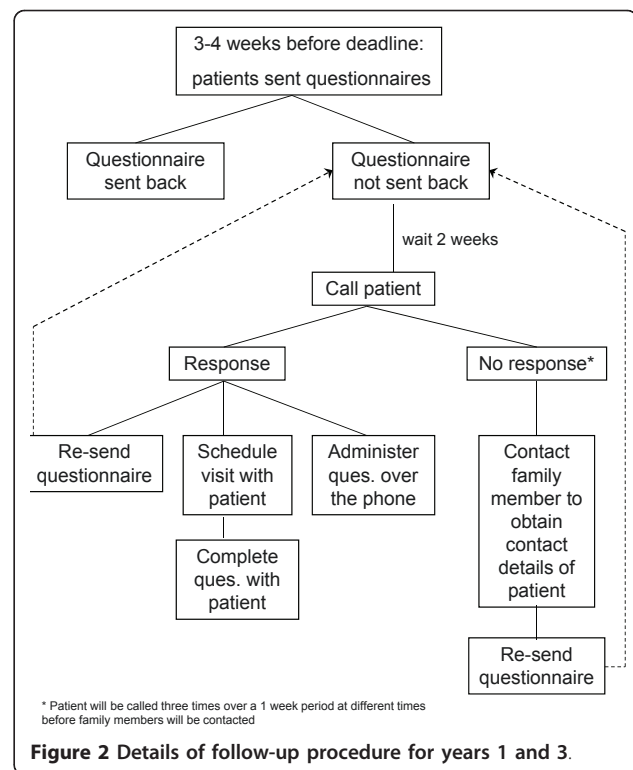 3-4 weeks before deadline:
patients sent questionnaires
Questionnaire
sent back
Questionnaire
not sent back
wait 2 weeks
Call patient
Response
No response*
Re-send
questionnaire
Schedule
visit with
patient
Administer
ques. over
the phone
Contact
family
member to
obtain
contact
details of
patient
Complete
ques. with
patient
Re-send
questionnaire
* Patient will be called three times over a 1 week period at different times
before family members will be contacted
Figure 2 Details of follow-up procedure for years 1 and 3.